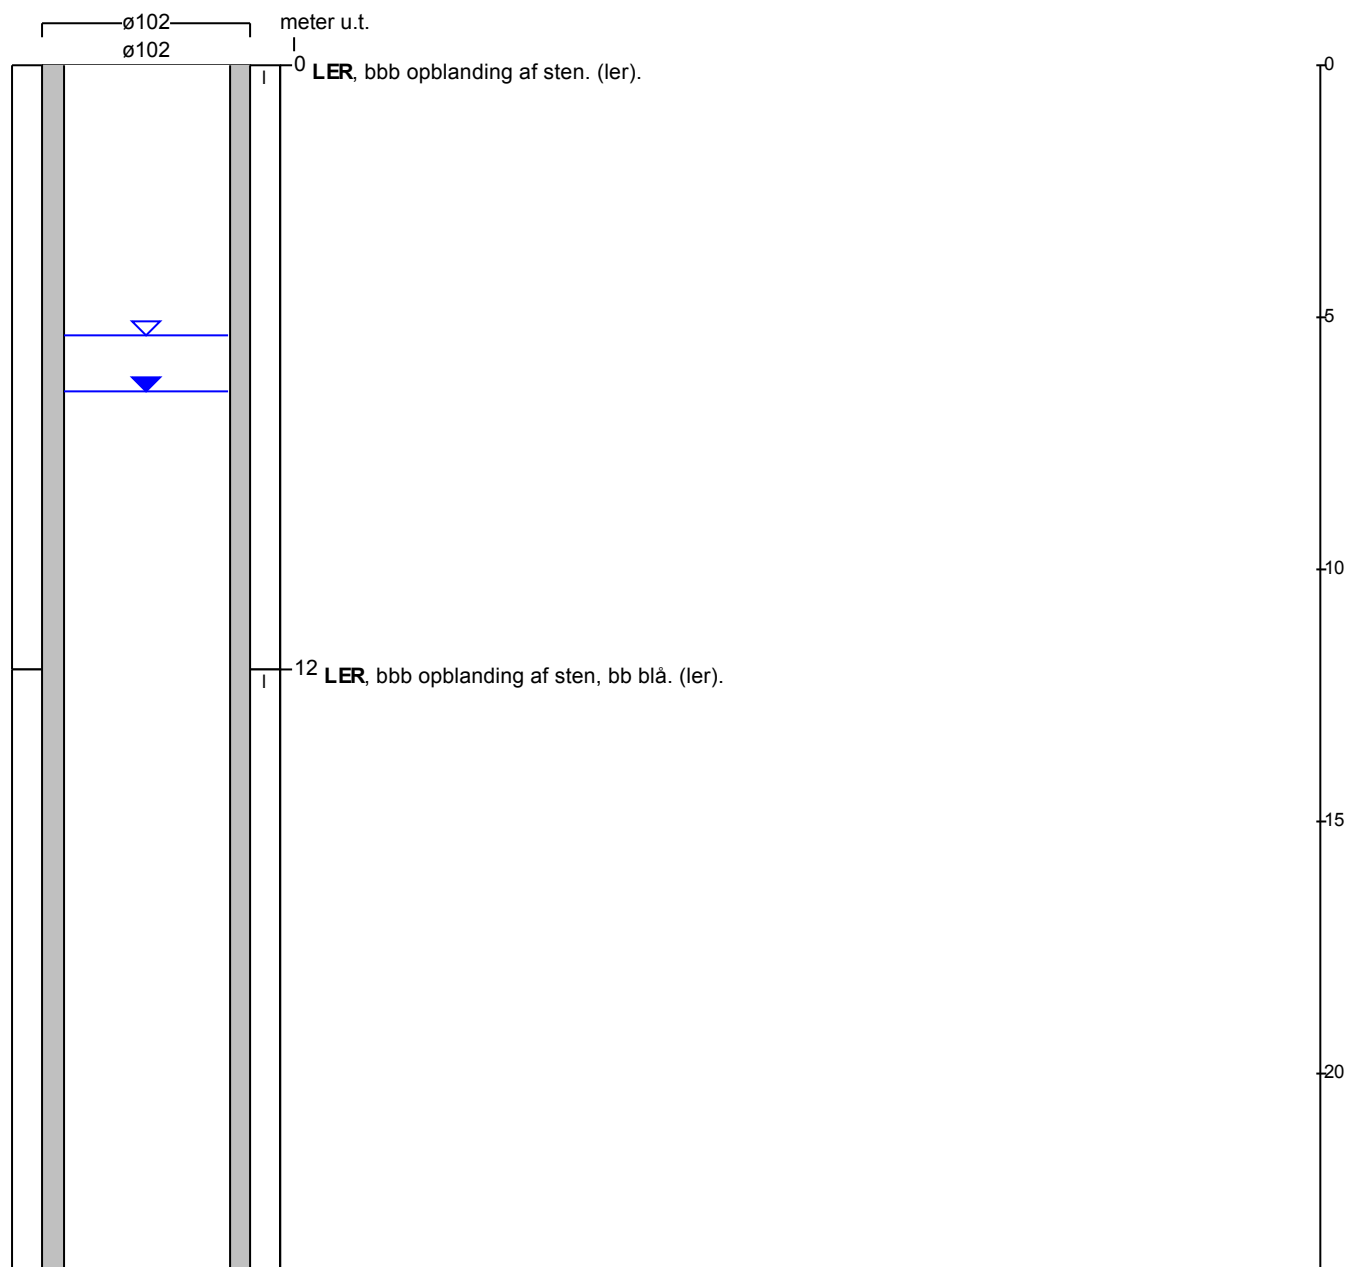 ø102 meter u.t.
ø102
0 LER, bbb opblanding af sten. (ler). 0
l
5
10
12 LER, bbb opblanding af sten, bb blå. (ler).
l
15
20